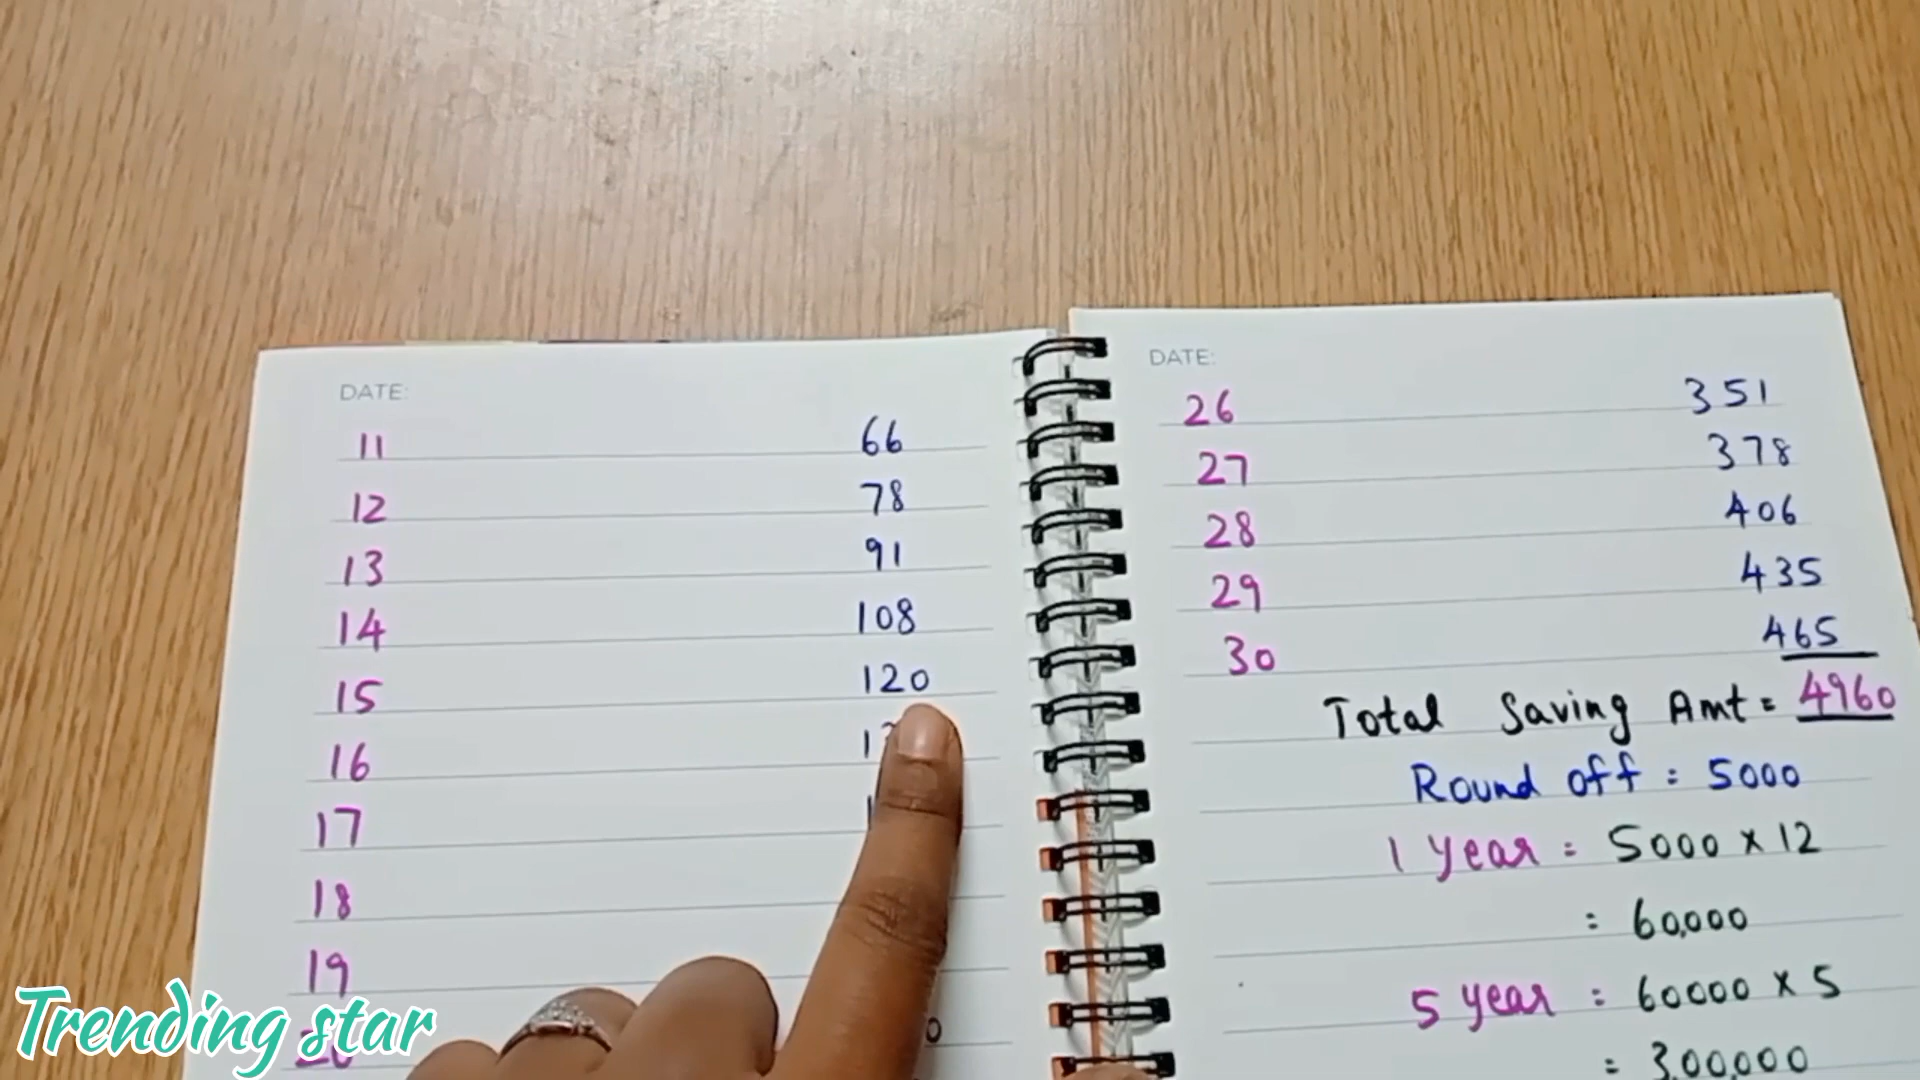 DATE:
11 66
12 78
13 91
14 108
15 120
16
17
18
19
20
DATE:
26 351
27 378
28 406
29 435
30 465
Total Saving Amt = 4960
Round off : 5000
1 year = 5000 x 12
= 60,000
5 year = 60000 x 5
= 3,00,000
Trending star